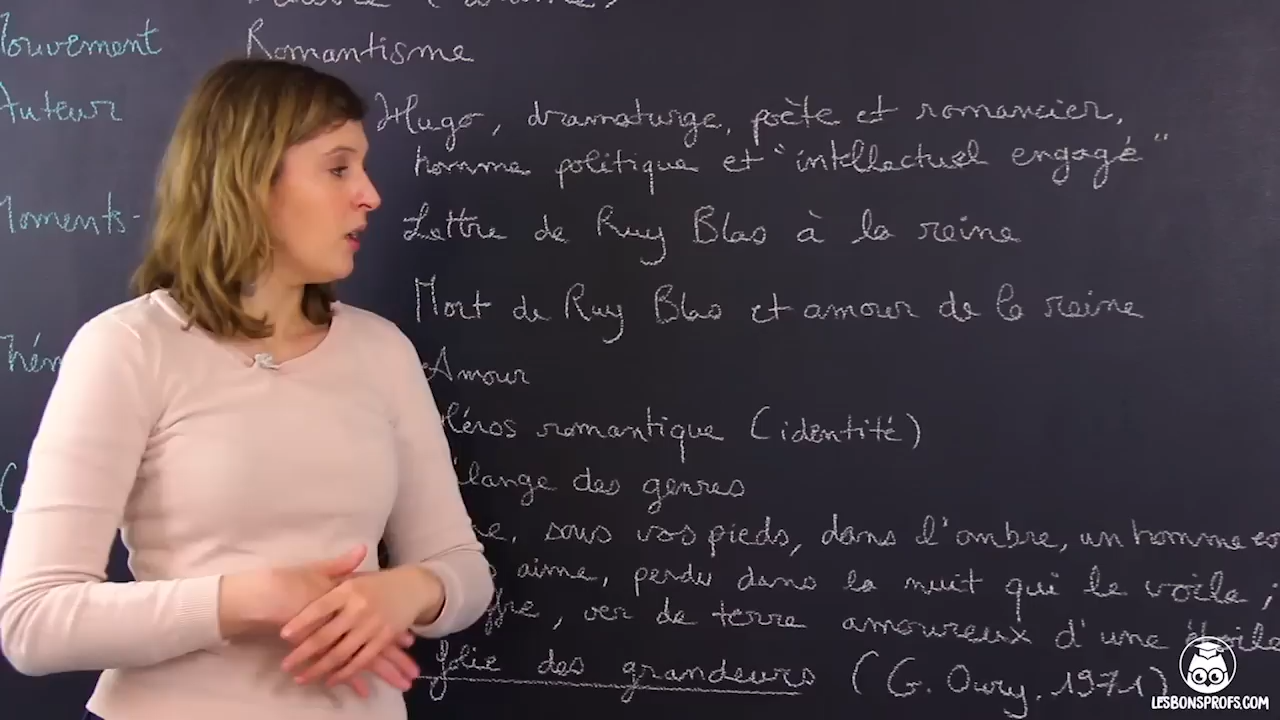 Mouvement Romantisme
Auteur Hugo, dramaturge, poète et romancier,
homme politique et "intellectuel engagé"
Moments- Lettre de Ruy Blas à la reine
Mort de Ruy Blas et amour de la reine
Thém Amour
Héros romantique (identité)
élange des genres
sous vos pieds, dans l'ombre, un homme
aime, perdu dans la nuit qui le voile ;
ver de terre amoureux d'une étoile
folie des grandeurs (G. Oury. 1971)
LESBONSPROFS.COM